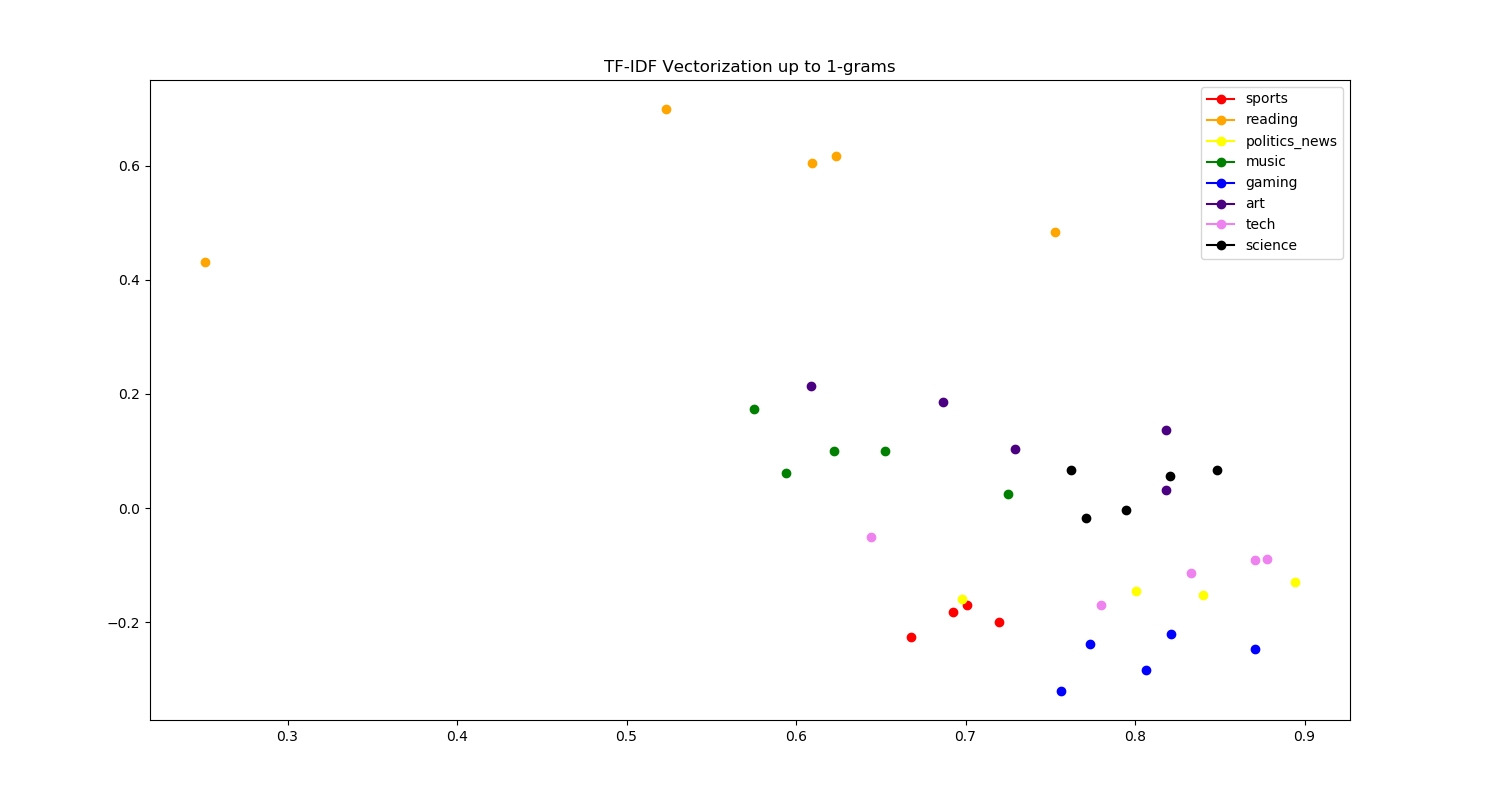 TF-IDF Vectorization up to 1-grams
sports
reading
politics_news
music
gaming
art
tech
science
0.6
0.4
0.2
0.0
−0.2
0.3
0.4
0.5
0.6
0.7
0.8
0.9